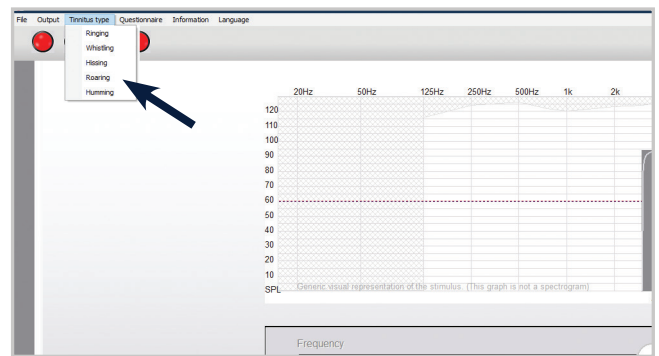 File Output Tinnitus type Questionnaire Information Language
Ringing
Whistling
Hissing
Roaring
Humming
20Hz 50Hz 125Hz 250Hz 500Hz 1k 2k
120
110
100
90
80
70
60
50
40
30
20
10
SPL
Generic visual representation of the stimulus. (This graph is not a spectrogram)
Frequency